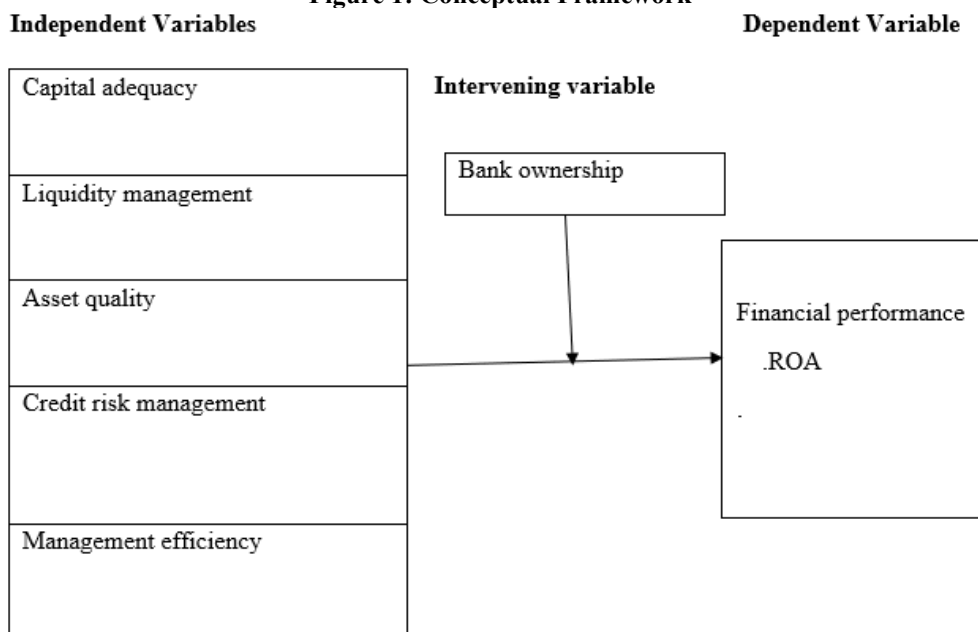 Figure 1: Conceptual Framework
Independent Variables
Dependent Variable
Capital adequacy
Intervening variable
Bank ownership
Liquidity management
Asset quality
Financial performance
.ROA
Credit risk management
.
Management efficiency